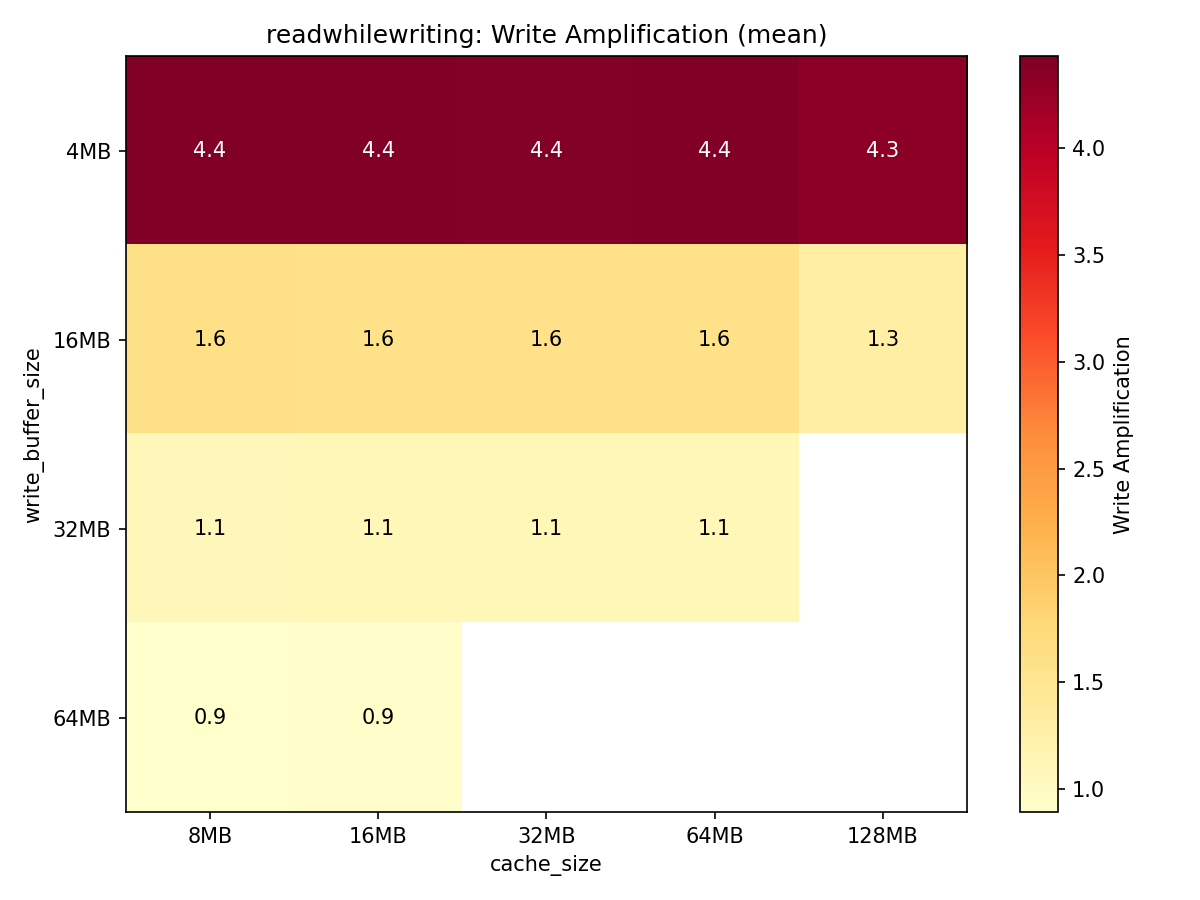 readwhilewriting: Write Amplification (mean)
4MB
4.4
4.4
4.4
4.4
4.3
16MB
1.6
1.6
1.6
1.6
1.3
32MB
1.1
1.1
1.1
1.1
64MB
0.9
0.9
8MB
16MB
32MB
64MB
128MB
cache_size
write_buffer_size
4.0
3.5
3.0
2.5
2.0
1.5
1.0
Write Amplification